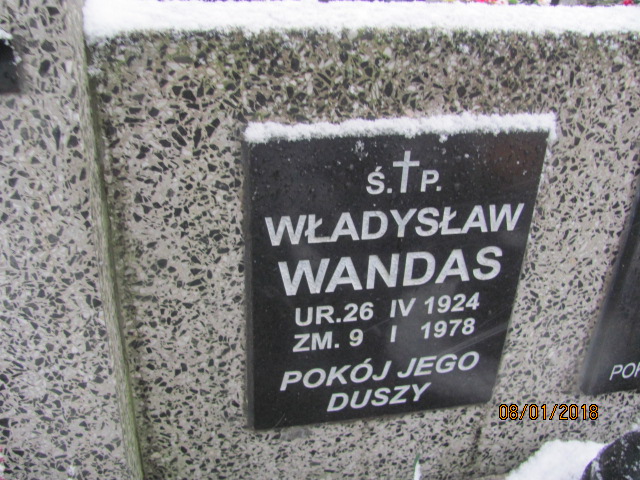 Ś. P.
WŁADYSŁAW
WANDAS
UR.26 IV 1924
ZM. 9 I 1978
POKÓJ JEGO
DUSZY
08/01/2018